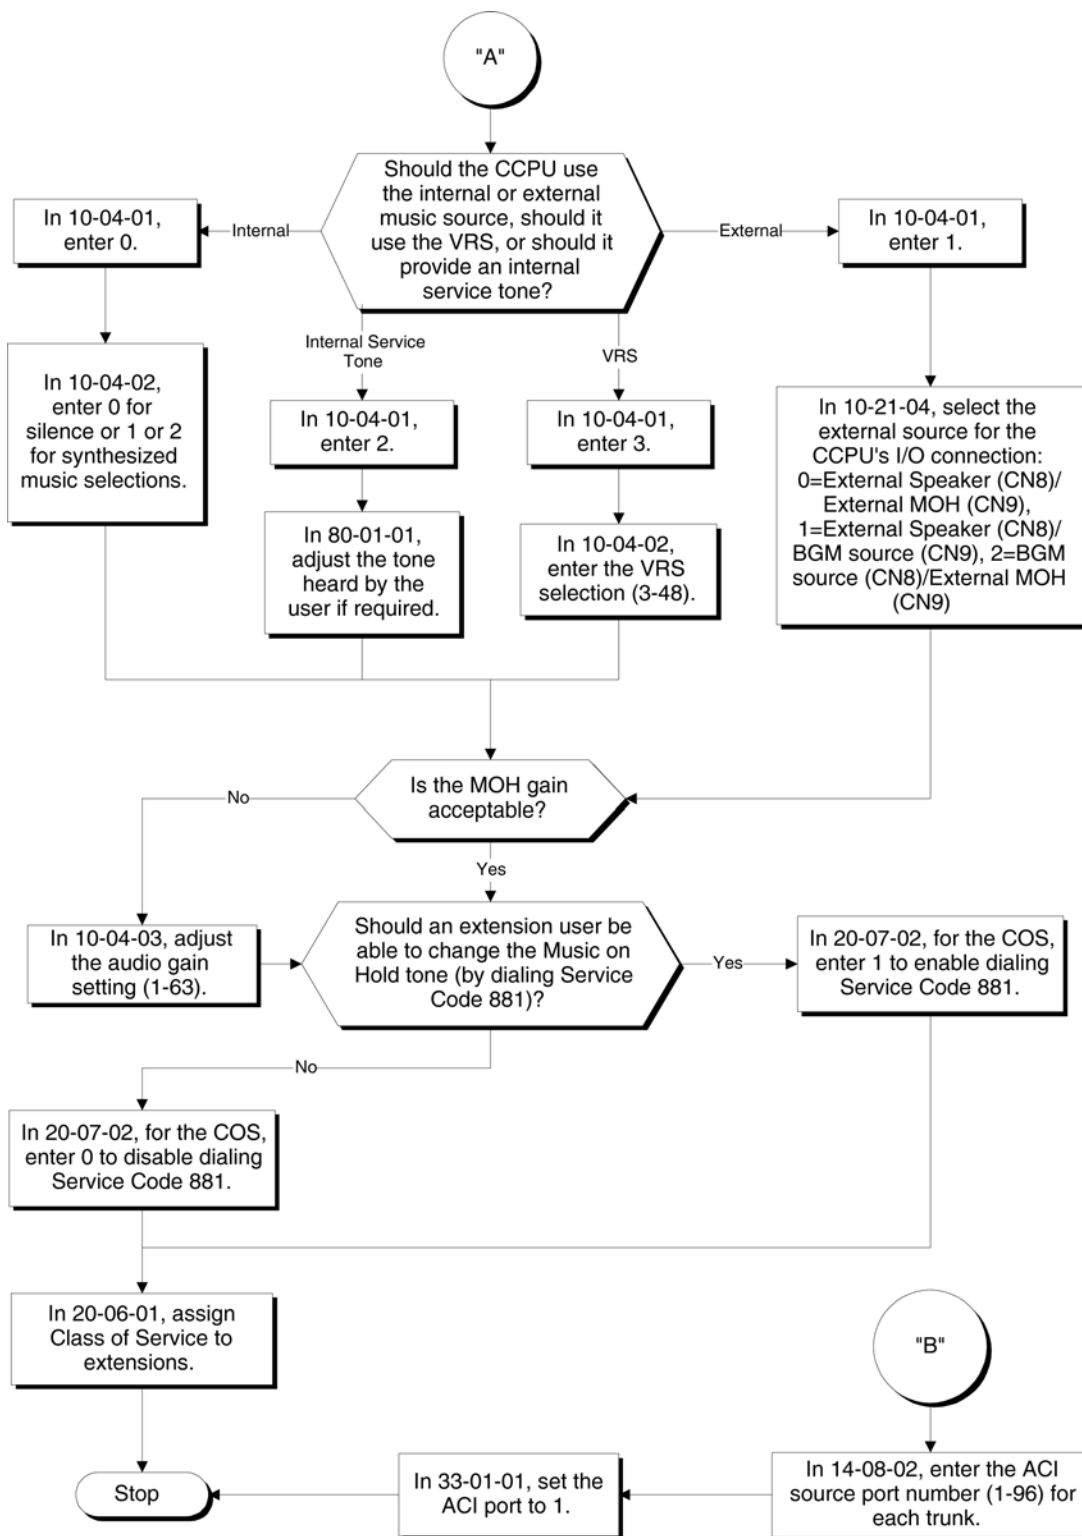 "A"
Should the CCPU use
the internal or external
music source, should it
use the VRS, or should it
provide an internal
service tone?
Internal
External
In 10-04-01,
enter 0.
In 10-04-01,
enter 1.
Internal Service
Tone
VRS
In 10-04-02,
enter 0 for
silence or 1 or 2
for synthesized
music selections.
In 10-04-01,
enter 2.
In 10-04-01,
enter 3.
In 10-21-04, select the
external source for the
CCPU's I/O connection:
0=External Speaker (CN8)/
External MOH (CN9),
1=External Speaker (CN8)/
BGM source (CN9), 2=BGM
source (CN8)/External MOH
(CN9)
In 80-01-01,
adjust the tone
heard by the
user if required.
In 10-04-02,
enter the VRS
selection (3-48).
Is the MOH gain
acceptable?
No
Yes
In 10-04-03, adjust
the audio gain
setting (1-63).
Should an extension user be
able to change the Music on
Hold tone (by dialing Service
Code 881)?
Yes
In 20-07-02, for the COS,
enter 1 to enable dialing
Service Code 881.
No
In 20-07-02, for the COS,
enter 0 to disable dialing
Service Code 881.
In 20-06-01, assign
Class of Service to
extensions.
"B"
Stop
In 33-01-01, set the
ACI port to 1.
In 14-08-02, enter the ACI
source port number (1-96) for
each trunk.